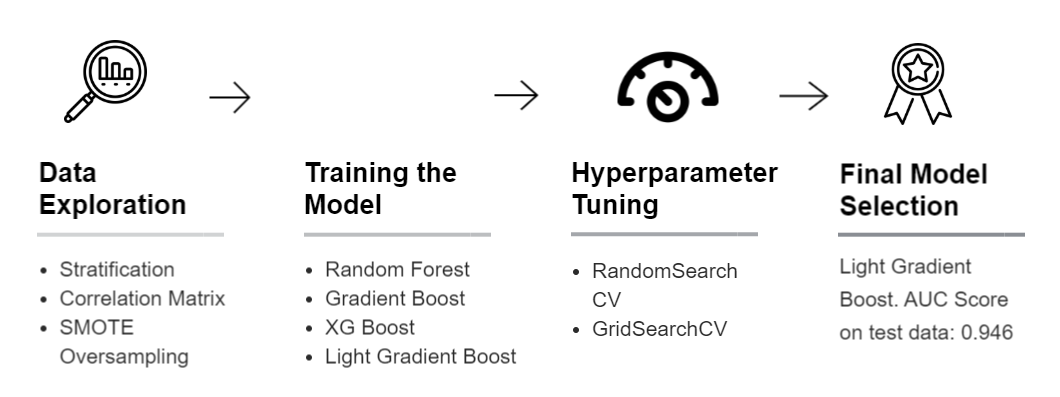 Data
Exploration
• Stratification
• Correlation Matrix
• SMOTE
Oversampling
Training the
Model
• Random Forest
• Gradient Boost
• XG Boost
• Light Gradient Boost
Hyperparameter
Tuning
• RandomSearch
CV
• GridSearchCV
Final Model
Selection
Light Gradient
Boost. AUC Score
on test data: 0.946